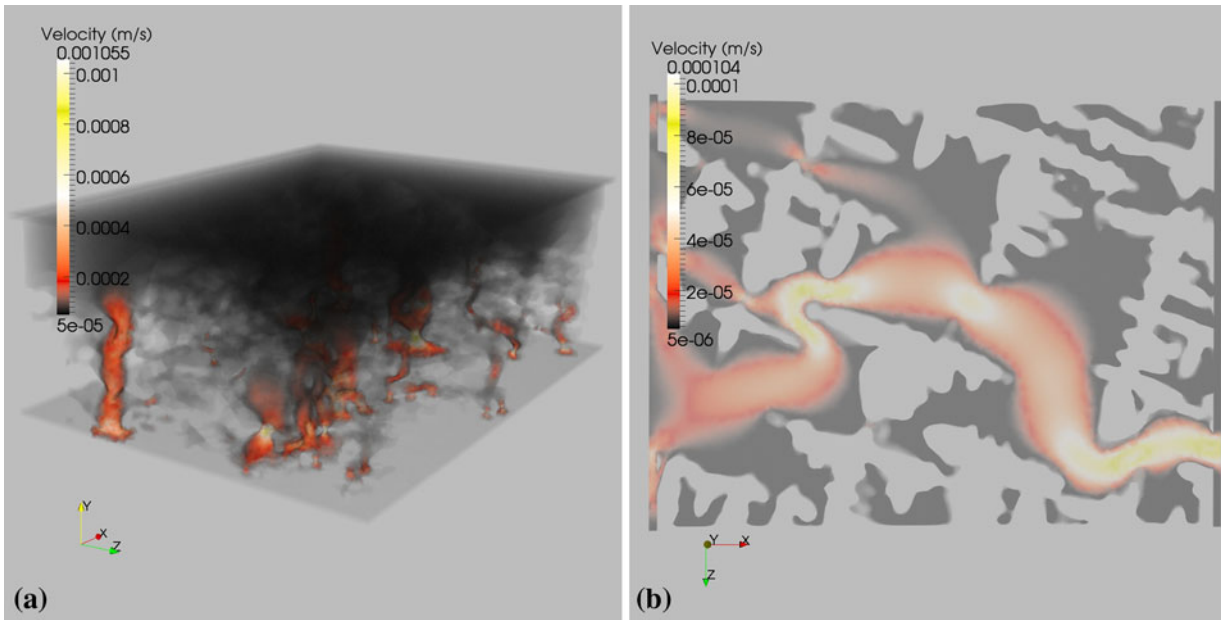 Velocity (m/s)
0.001055
0.001
0.0008
0.0006
0.0004
0.0002
5e-05
Y
X
Z
(a)
Velocity (m/s)
0.000104
0.0001
8e-05
6e-05
4e-05
2e-05
5e-06
Y
X
Z
(b)